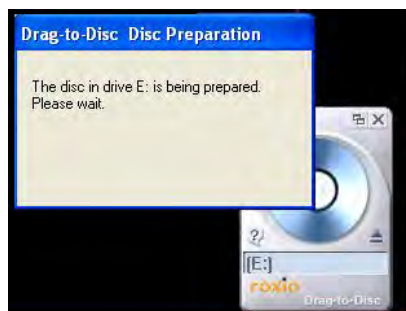 Drag-to-Disc Disc Preparation
The disc in drive E: is being prepared.
Please wait.
?
(E:)
roxio
Drag-to-Disc